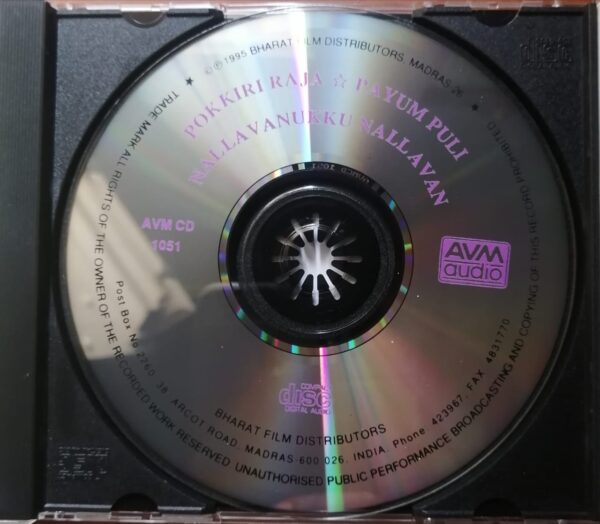 © ℗ 1995 BHARAT FILM DISTRIBUTORS, MADRAS 26 ★
POKKIRI RAJA ☆ PAYUM PULI
NALLAVANUKKU NALLAVAN
AVM CD
1051
AVM
audio
COMPACT
disc
DIGITAL AUDIO
BHARAT FILM DISTRIBUTORS
Post Box No 2560, 38, ARCOT ROAD, MADRAS-600 026. INDIA. Phone 423967, FAX 4831770
★ TRADE MARK ALL RIGHTS OF THE OWNER OF THE RECORDED WORK RESERVED UNAUTHORISED PUBLIC PERFORMANCE BROADCASTING AND COPYING OF THIS RECORD PROHIBITED